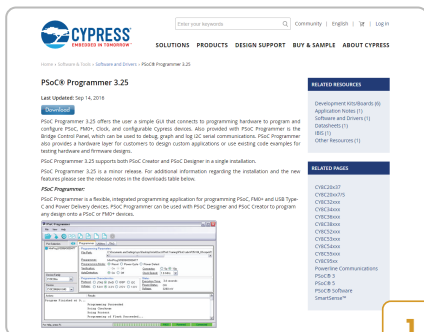 Enter your keywords
Community | English | Log in
CYPRESS
EMBEDDED IN TOMORROW
SOLUTIONS PRODUCTS DESIGN SUPPORT BUY & SAMPLE ABOUT CYPRESS
Home » Software & Tools » Software and Drivers » PSoC® Programmer 3.25
PSoC® Programmer 3.25
Last Updated: Sep 14, 2016
Download
PSoC Programmer 3.25 offers the user a simple GUI that connects to programming hardware to program and
configure PSoC, FM0+, Clock, and configurable Cypress devices. Also provided with PSoC Programmer is the
Bridge Control Panel, which can be used to debug, graph and log I2C serial communications. PSoC Programmer
also provides a hardware layer for customers to design custom applications or use existing code examples for
testing hardware and firmware designs.
PSoC Programmer 3.25 supports both PSoC Creator and PSoC Designer in a single installation.
PSoC Programmer 3.25 is a minor release. For additional information regarding the installation and the new
features please see the release notes in the downloads table below.
PSoC Programmer:
PSoC Programmer is a flexible, integrated programming application for programming PSoC, FM0+ and USB Type-
C and Power Delivery devices. PSoC Programmer can be used with PSoC Designer and PSoC Creator to program
any design onto a PSoC or FM0+ devices.
RELATED RESOURCES
Development Kits/Boards (6)
Application Notes (1)
Software and Drivers (1)
Datasheets (1)
IBIS (1)
Other Resources (1)
RELATED PAGES
CY8C20x37
CY8C20xx7/S
CY8C32xxx
CY8C34xxx
CY8C36xxx
CY8C38xxx
CY8C52xxx
CY8C53xxx
CY8C54xxx
CY8C55xxx
CY8C95xx
Powerline Communications
PSoC® 3
PSoC® 5
PSoC® Software
SmartSense™
1